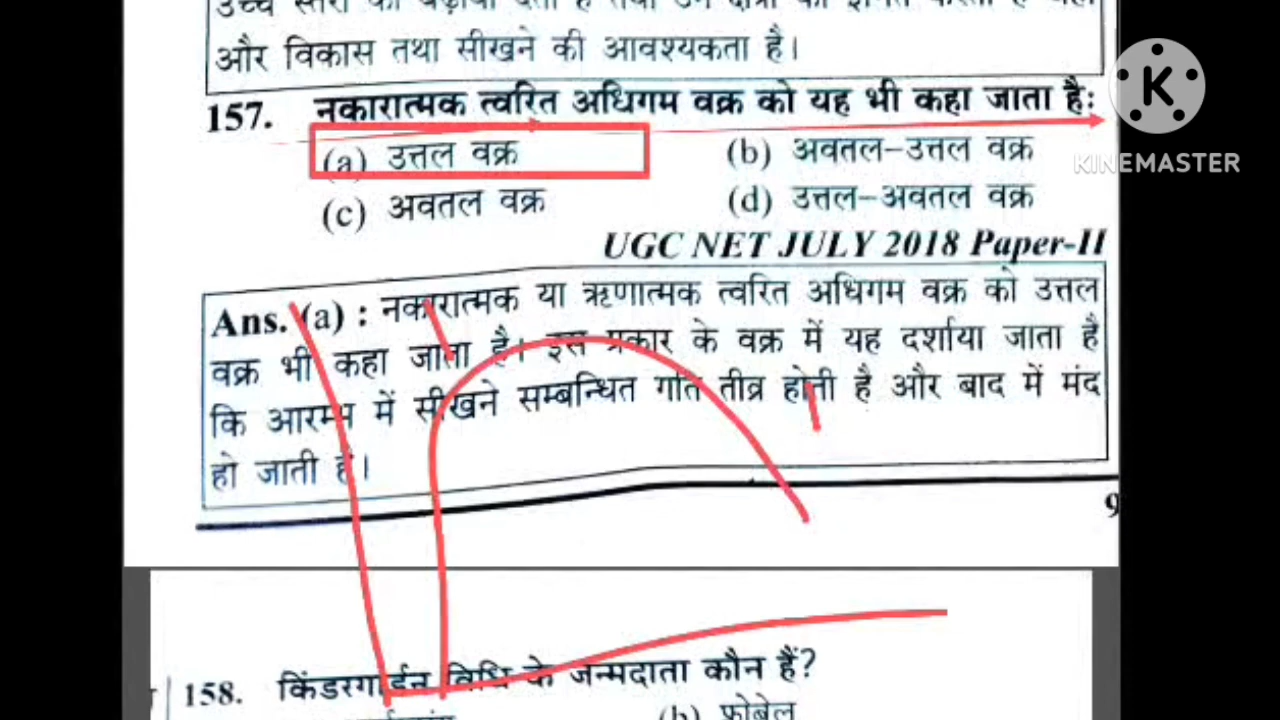 और विकास तथा सीखने की आवश्यकता है।
157. नकारात्मक त्वरित अधिगम वक्र को यह भी कहा जाता है:
(a) उत्तल वक्र (b) अवतल-उत्तल वक्र
(c) अवतल वक्र (d) उत्तल-अवतल वक्र
UGC NET JULY 2018 Paper-II
Ans. (a) : नकारात्मक या ऋणात्मक त्वरित अधिगम वक्र को उत्तल
वक्र भी कहा जाता है। इस प्रकार के वक्र में यह दर्शाया जाता है
कि आरम्भ में सीखने सम्बन्धित गति तीव्र होती है और बाद में मंद
हो जाती है।
9
158. किंडरगार्डन विधि के जन्मदाता कौन हैं?
(b) फ्रोबेल
K
KINEMASTER